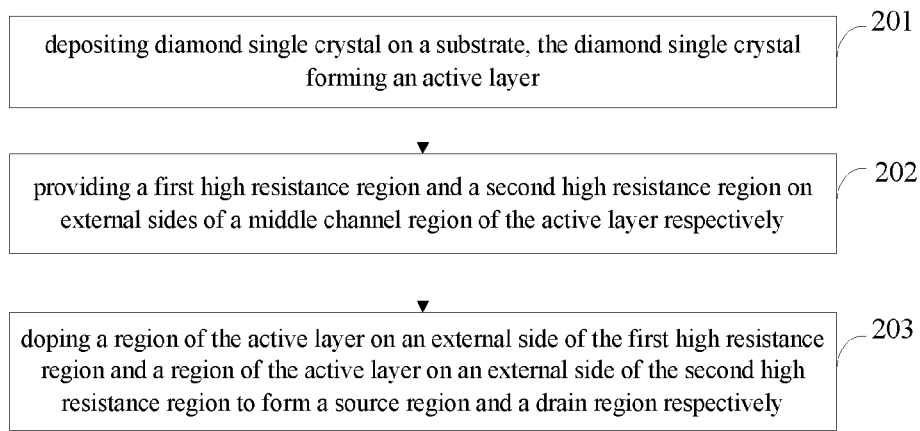 201
depositing diamond single crystal on a substrate, the diamond single crystal
forming an active layer
202
providing a first high resistance region and a second high resistance region on
external sides of a middle channel region of the active layer respectively
203
doping a region of the active layer on an external side of the first high resistance
region and a region of the active layer on an external side of the second high
resistance region to form a source region and a drain region respectively